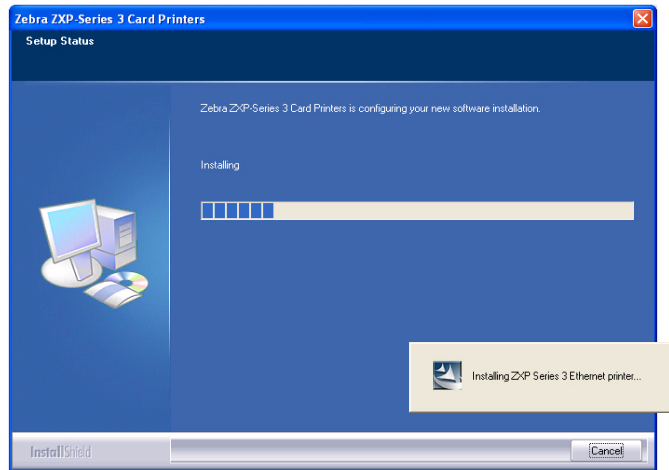 Zebra ZXP-Series 3 Card Printers
Setup Status
Zebra ZXP-Series 3 Card Printers is configuring your new software installation.
Installing
Installing ZXP Series 3 Ethernet printer...
InstallShield
Cancel